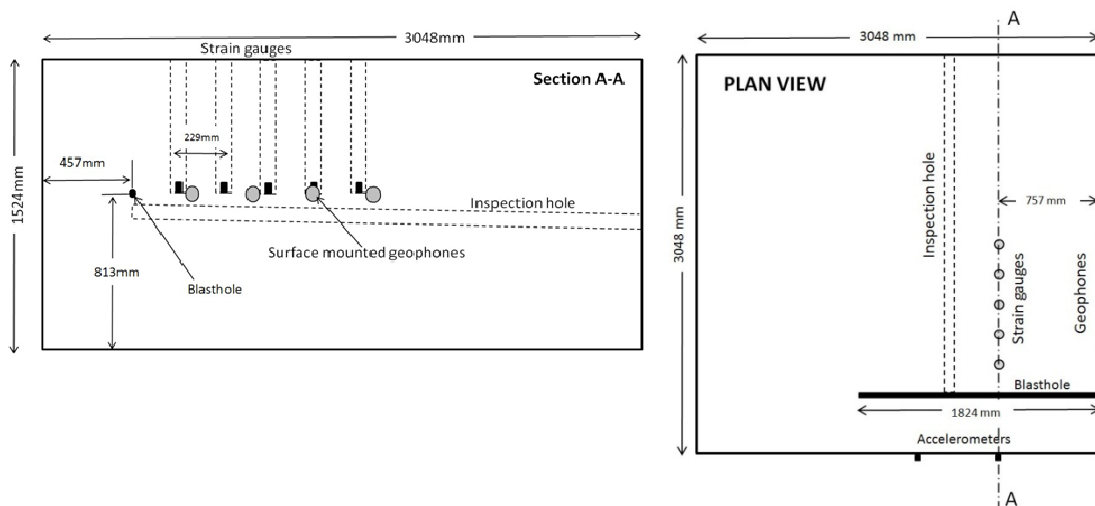 3048mm
Strain gauges
Section A-A
229mm
457mm
1524mm
Inspection hole
Surface mounted geophones
813mm
Blasthole
A
3048 mm
PLAN VIEW
Inspection hole
757 mm
3048 mm
Strain gauges
Geophones
Blasthole
1824 mm
Accelerometers
A